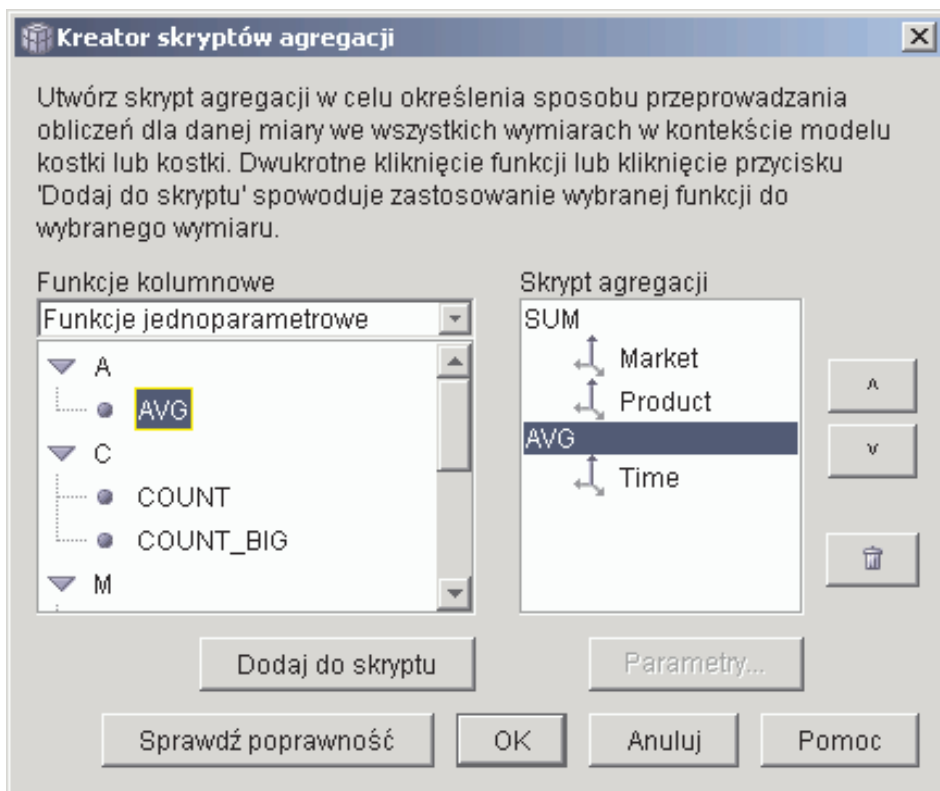 Kreator skryptów agregacji
Utwórz skrypt agregacji w celu określenia sposobu przeprowadzania
obliczeń dla danej miary we wszystkich wymiarach w kontekście modelu
kostki lub kostki. Dwukrotne kliknięcie funkcji lub kliknięcie przycisku
'Dodaj do skryptu' spowoduje zastosowanie wybranej funkcji do
wybranego wymiaru.
Funkcje kolumnowe
Funkcje jednoparametrowe
A
AVG
C
COUNT
COUNT_BIG
M
Skrypt agregacji
SUM
Market
Product
AVG
Time
Dodaj do skryptu
Parametry...
Sprawdź poprawność
OK
Anuluj
Pomoc